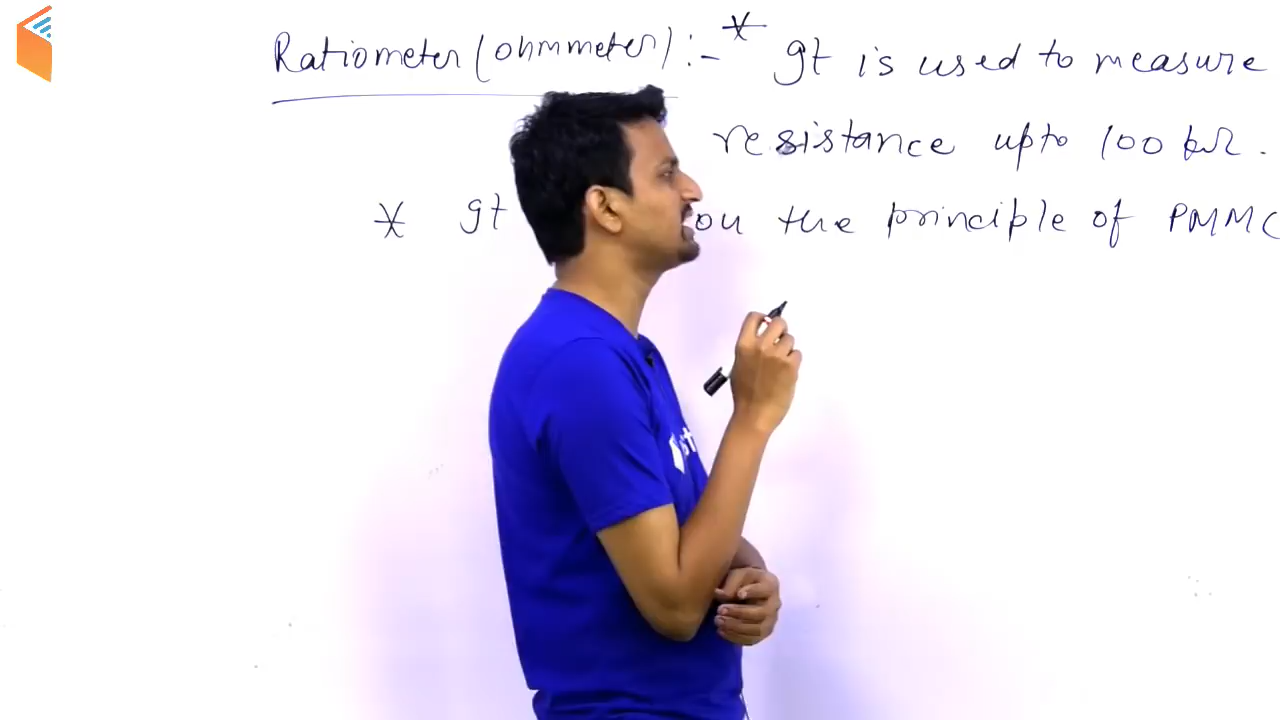 Ratiometer (ohmmeter) :- * It is used to measure
resistance upto 100 kΩ.
* It on the principle of PMMC